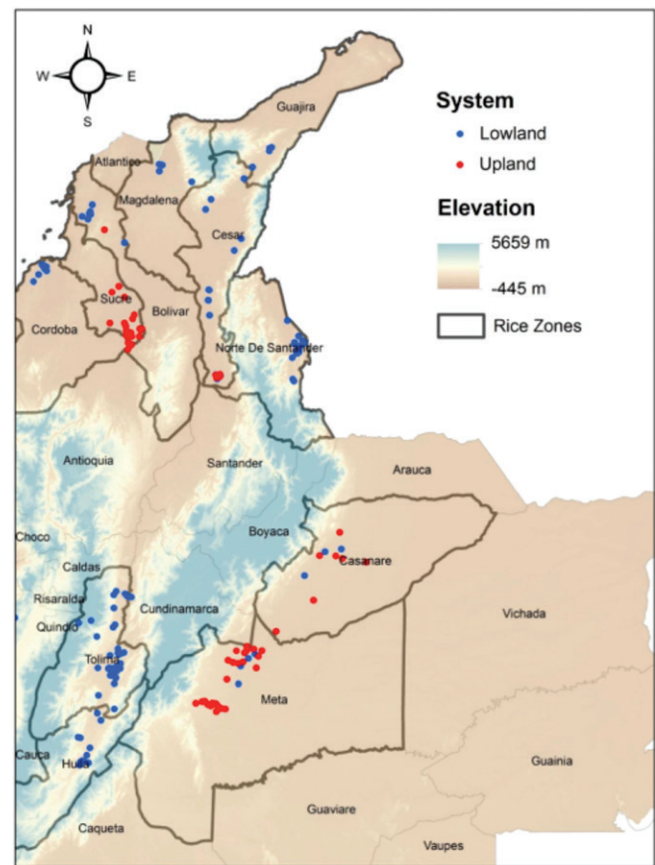 N
W
E
S
System
Lowland
Upland
Elevation
5659 m
-445 m
Rice Zones
Guajira
Atlantico
Magdalena
Cesar
Sucre
Bolivar
Cordoba
Norte De Santander
Antioquia
Santander
Arauca
Choco
Boyaca
Casanare
Caldas
Risaralda
Cundinamarca
Vichada
Quindio
Tolima
Meta
Cauca
Huila
Guainia
Guaviare
Caqueta
Vaupes